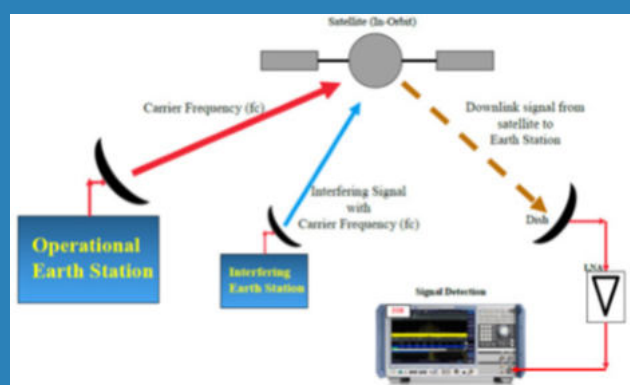 Satellite (In-Orbit)
Carrier Frequency (fc)
Downlink signal from
satellite to
Earth Station
Interfering Signal
with
Carrier Frequency (fc)
Dish
Operational
Earth Station
Interfering
Earth Station
LNA
Signal Detection